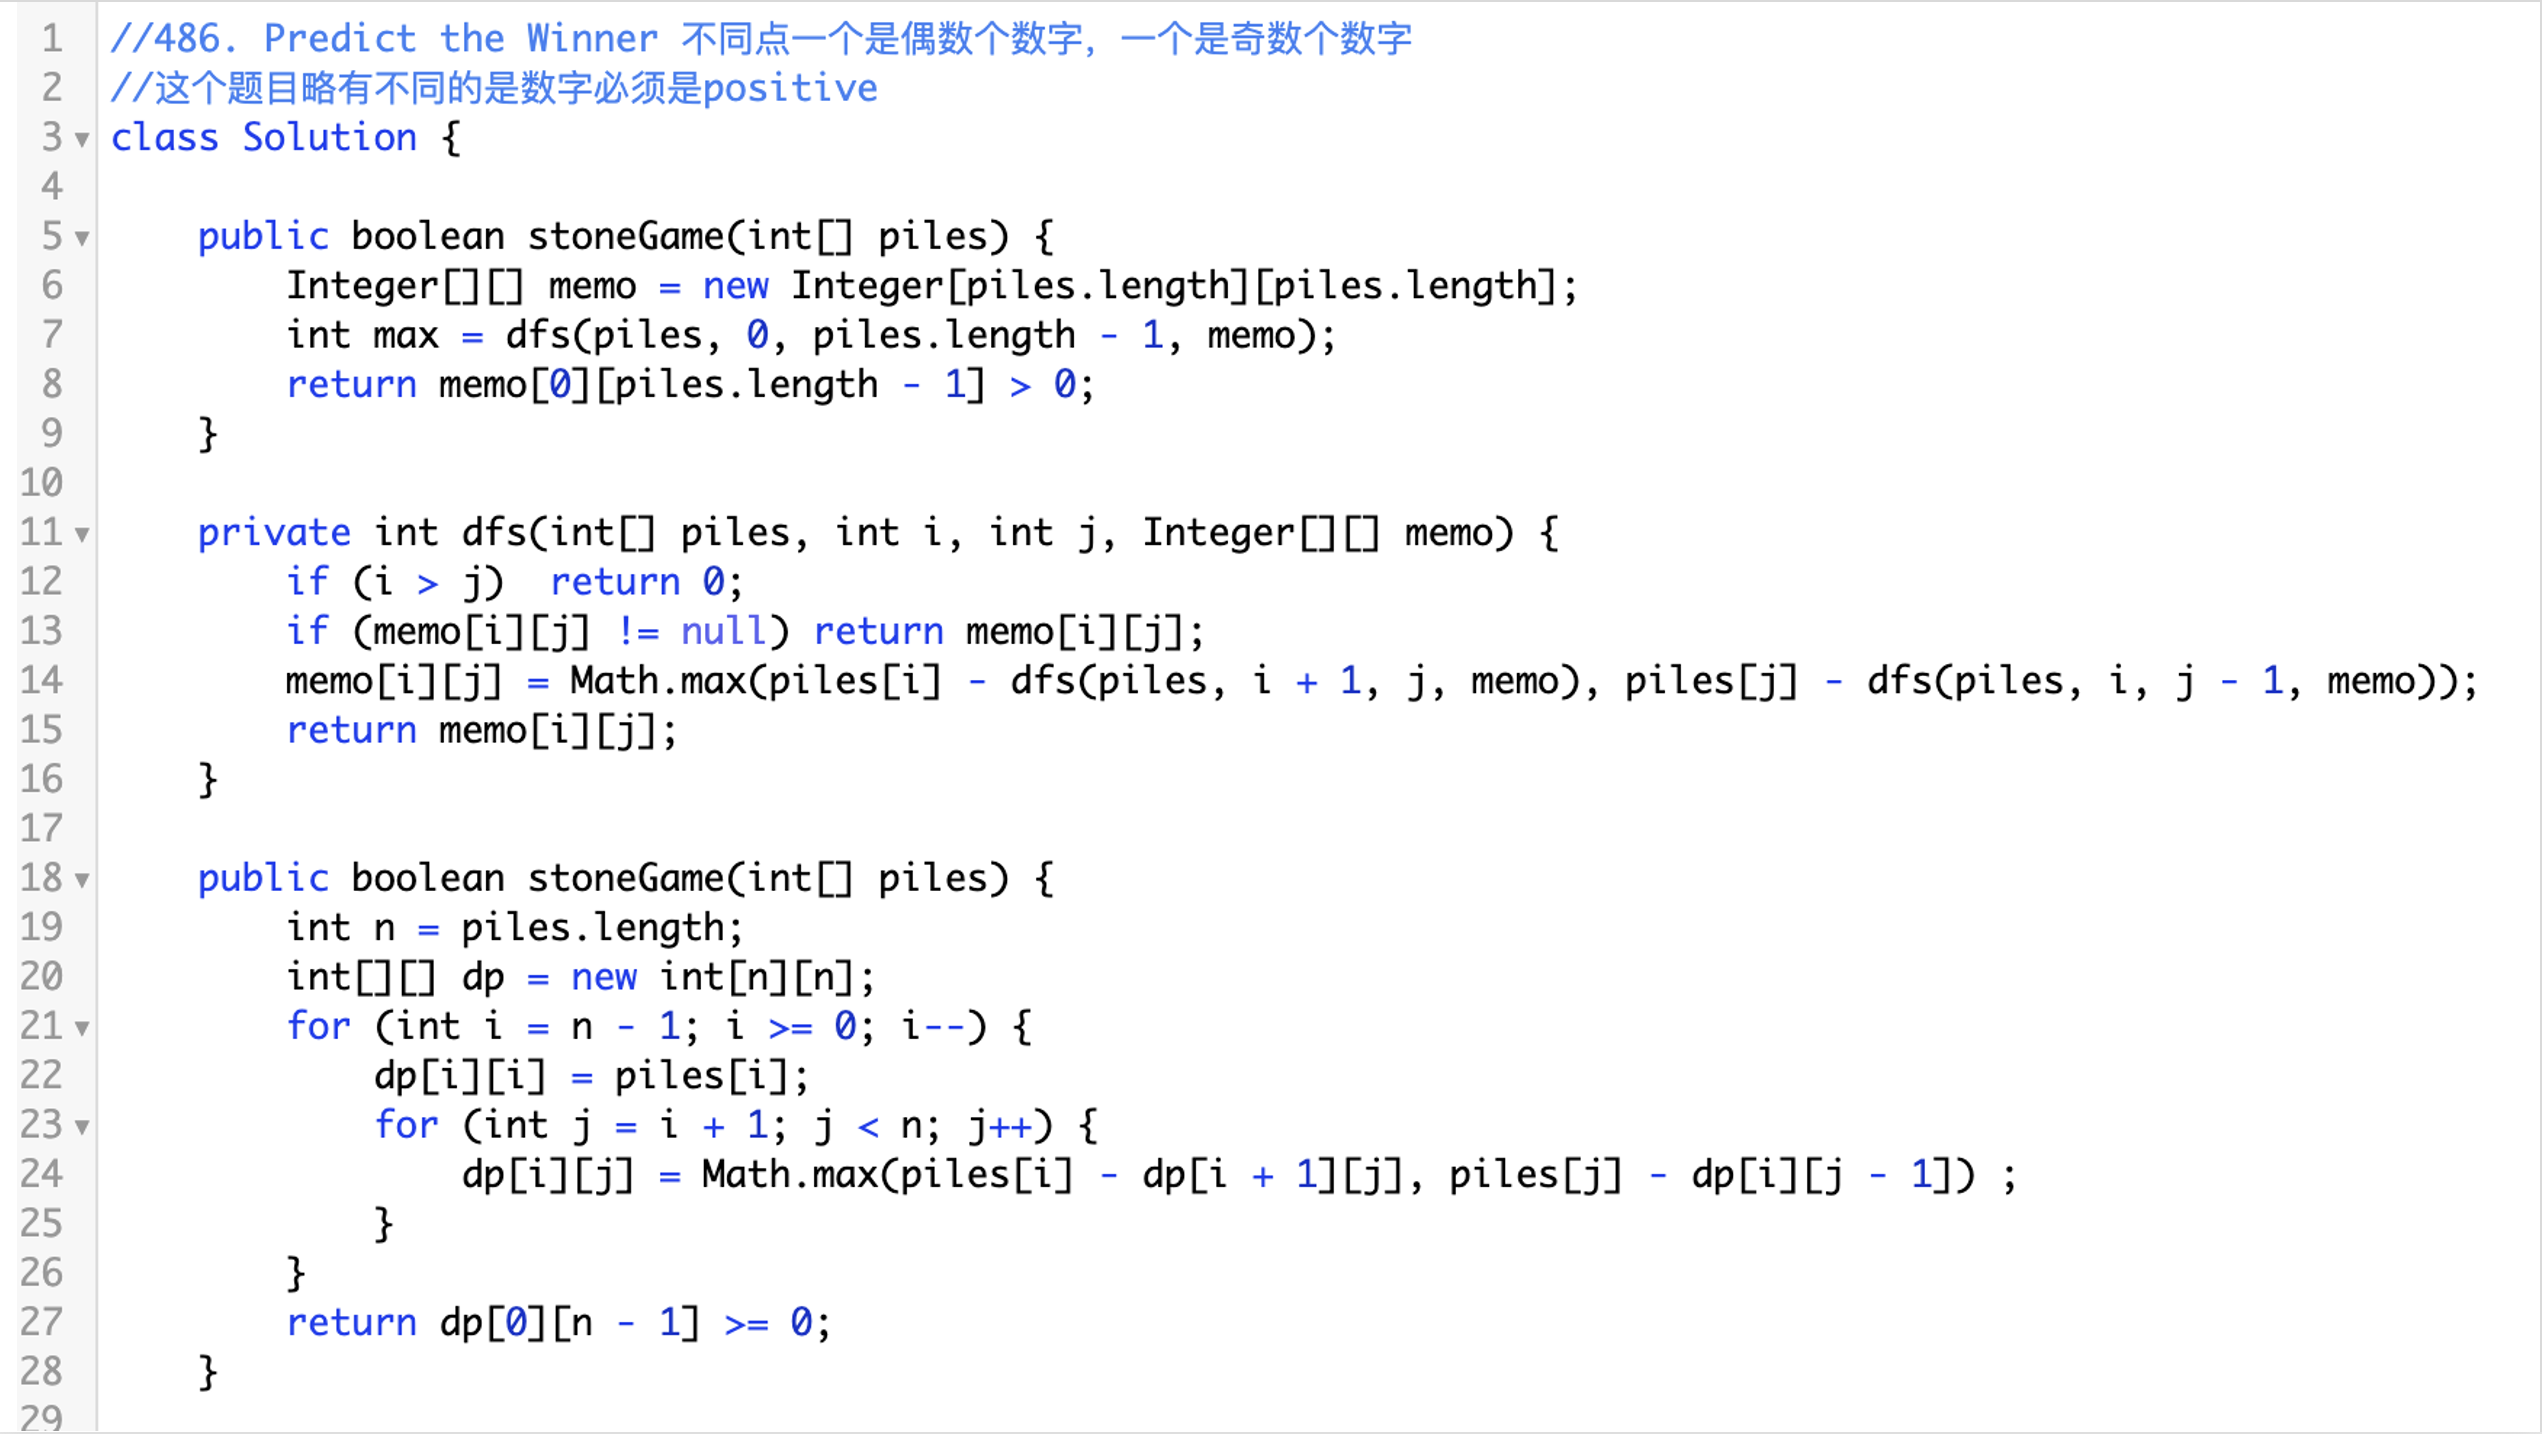 1 //486. Predict the Winner 不同点一个是偶数个数字, 一个是奇数个数字
2 //这个题目略有不同的是数字必须是positive
3 class Solution {
4
5     public boolean stoneGame(int[] piles) {
6         Integer[][] memo = new Integer[piles.length][piles.length];
7         int max = dfs(piles, 0, piles.length - 1, memo);
8         return memo[0][piles.length - 1] > 0;
9     }
10
11     private int dfs(int[] piles, int i, int j, Integer[][] memo) {
12         if (i > j)  return 0;
13         if (memo[i][j] != null) return memo[i][j];
14         memo[i][j] = Math.max(piles[i] - dfs(piles, i + 1, j, memo), piles[j] - dfs(piles, i, j - 1, memo));
15         return memo[i][j];
16     }
17
18     public boolean stoneGame(int[] piles) {
19         int n = piles.length;
20         int[][] dp = new int[n][n];
21         for (int i = n - 1; i >= 0; i--) {
22             dp[i][i] = piles[i];
23             for (int j = i + 1; j < n; j++) {
24                 dp[i][j] = Math.max(piles[i] - dp[i + 1][j], piles[j] - dp[i][j - 1]) ;
25             }
26         }
27         return dp[0][n - 1] >= 0;
28     }
29